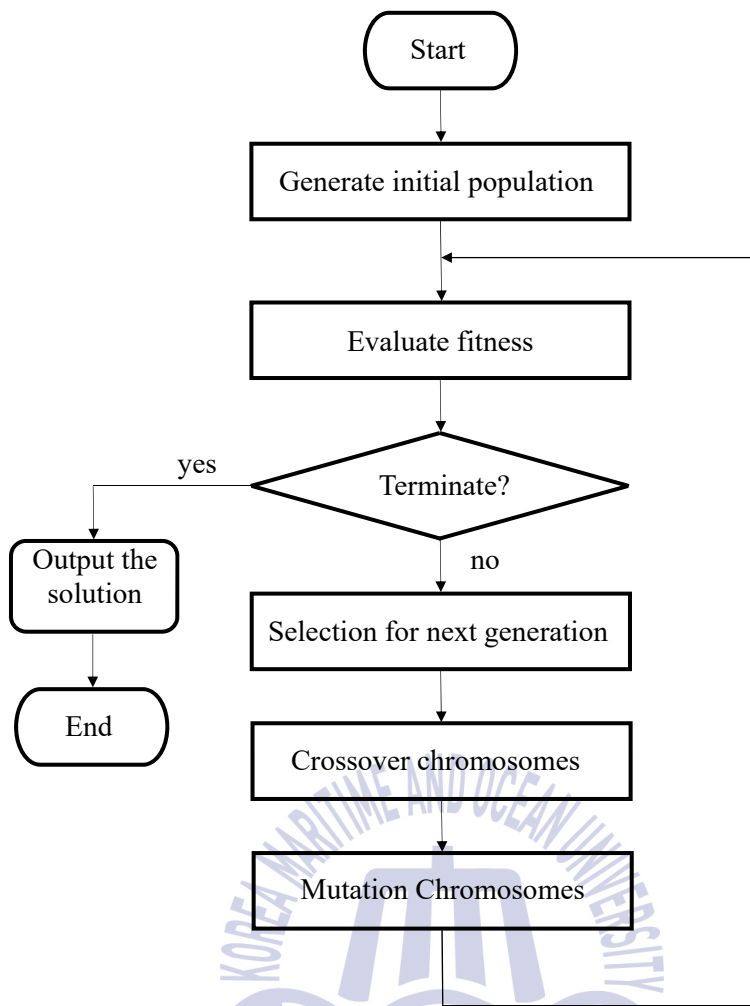 Start
Generate initial population
Evaluate fitness
Terminate?
yes
no
Output the
solution
Selection for next generation
End
Crossover chromosomes
Mutation Chromosomes
KOREA MARITIME AND OCEAN UNIVERSITY